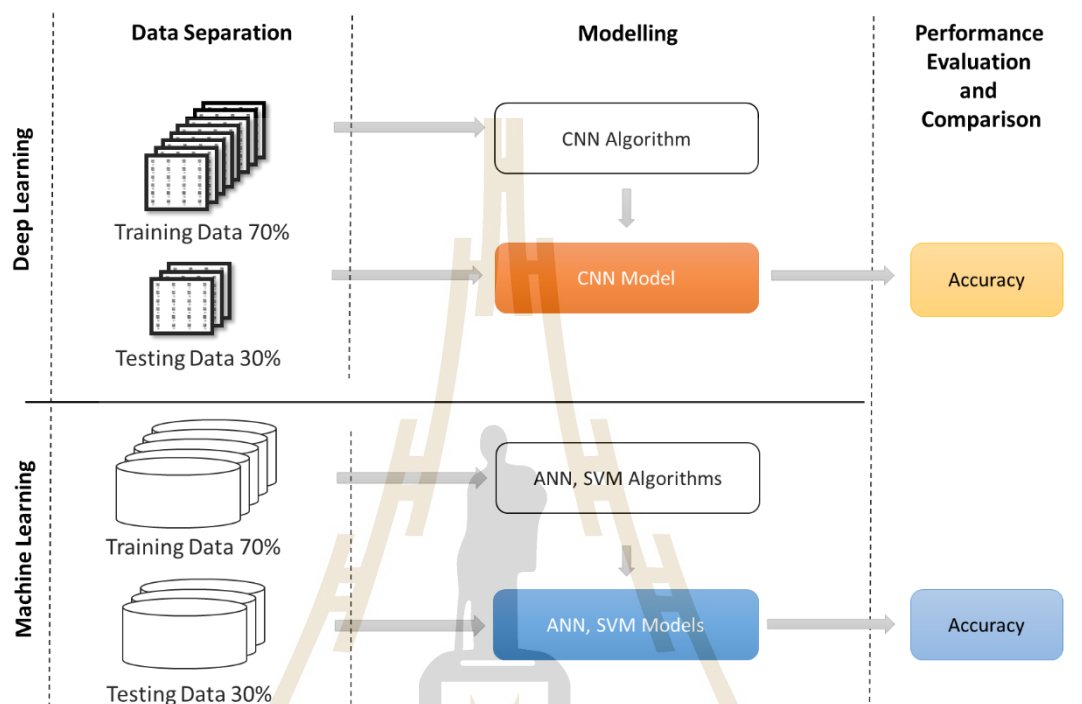 Data Separation
Modelling
Performance
Evaluation
and
Comparison
Deep Learning
Training Data 70%
CNN Algorithm
Testing Data 30%
CNN Model
Accuracy
Machine Learning
Training Data 70%
ANN, SVM Algorithms
Testing Data 30%
ANN, SVM Models
Accuracy